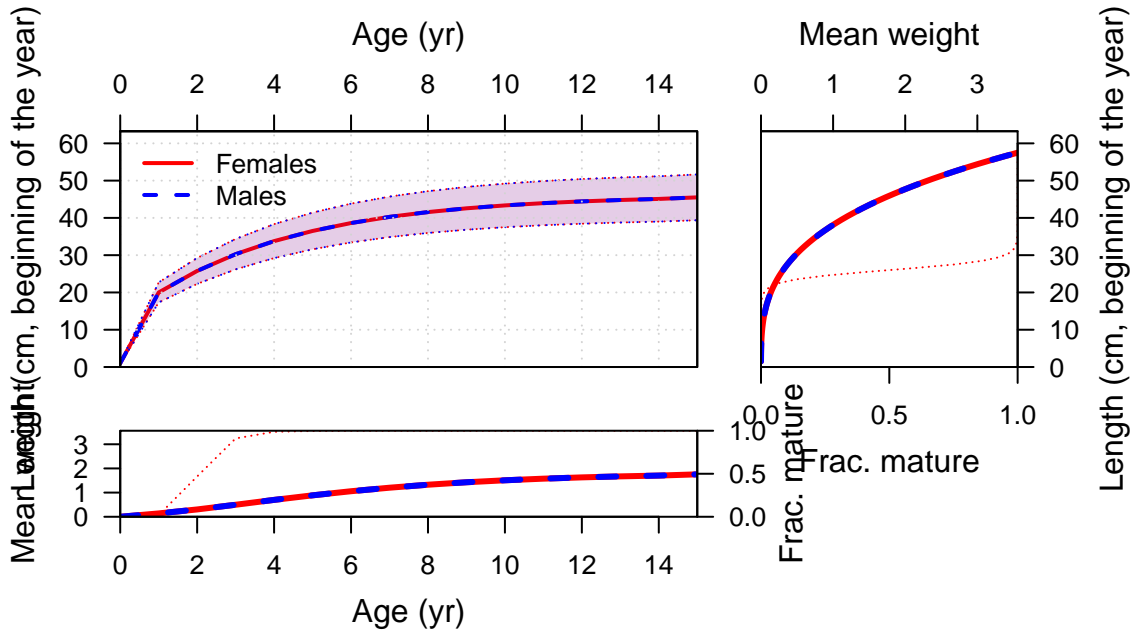 Age (yr)
Mean weight
0 2 4 6 8 10 12 14
0 1 2 3
Length (cm, beginning of the year)
60
50
40
30
20
10
0
Females
Males
60
50
40
30
20
10
0
Length (cm, beginning of the year)
0.0 0.5 1.0
Frac. mature
Mean weight
3
2
1
0
1.0
0.5
0.0
Frac. mature
0 2 4 6 8 10 12 14
Age (yr)